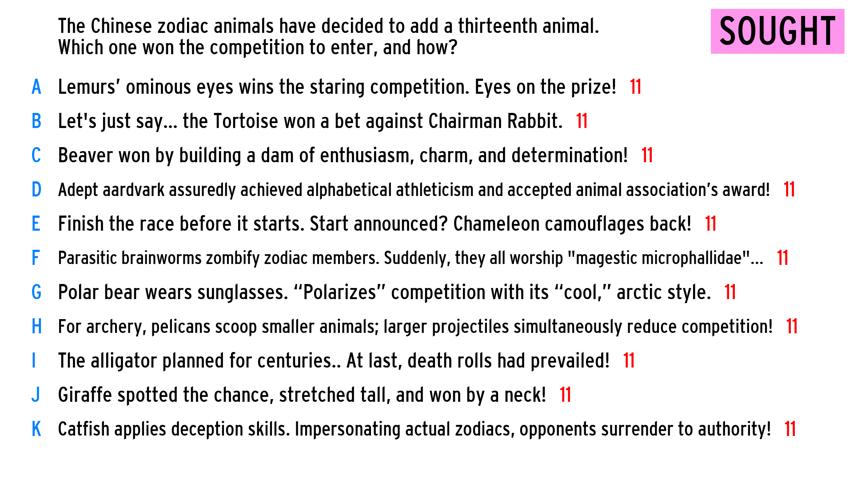 The Chinese zodiac animals have decided to add a thirteenth animal.
Which one won the competition to enter, and how?
SOUGHT
A Lemurs' ominous eyes wins the staring competition. Eyes on the prize! 11
B Let's just say... the Tortoise won a bet against Chairman Rabbit. 11
C Beaver won by building a dam of enthusiasm, charm, and determination! 11
D Adept aardvark assuredly achieved alphabetical athleticism and accepted animal association's award! 11
E Finish the race before it starts. Start announced? Chameleon camouflages back! 11
F Parasitic brainworms zombify zodiac members. Suddenly, they all worship "magestic microphallidae"... 11
G Polar bear wears sunglasses. “Polarizes” competition with its “cool,” arctic style. 11
H For archery, pelicans scoop smaller animals; larger projectiles simultaneously reduce competition! 11
I The alligator planned for centuries.. At last, death rolls had prevailed! 11
J Giraffe spotted the chance, stretched tall, and won by a neck! 11
K Catfish applies deception skills. Impersonating actual zodiacs, opponents surrender to authority! 11